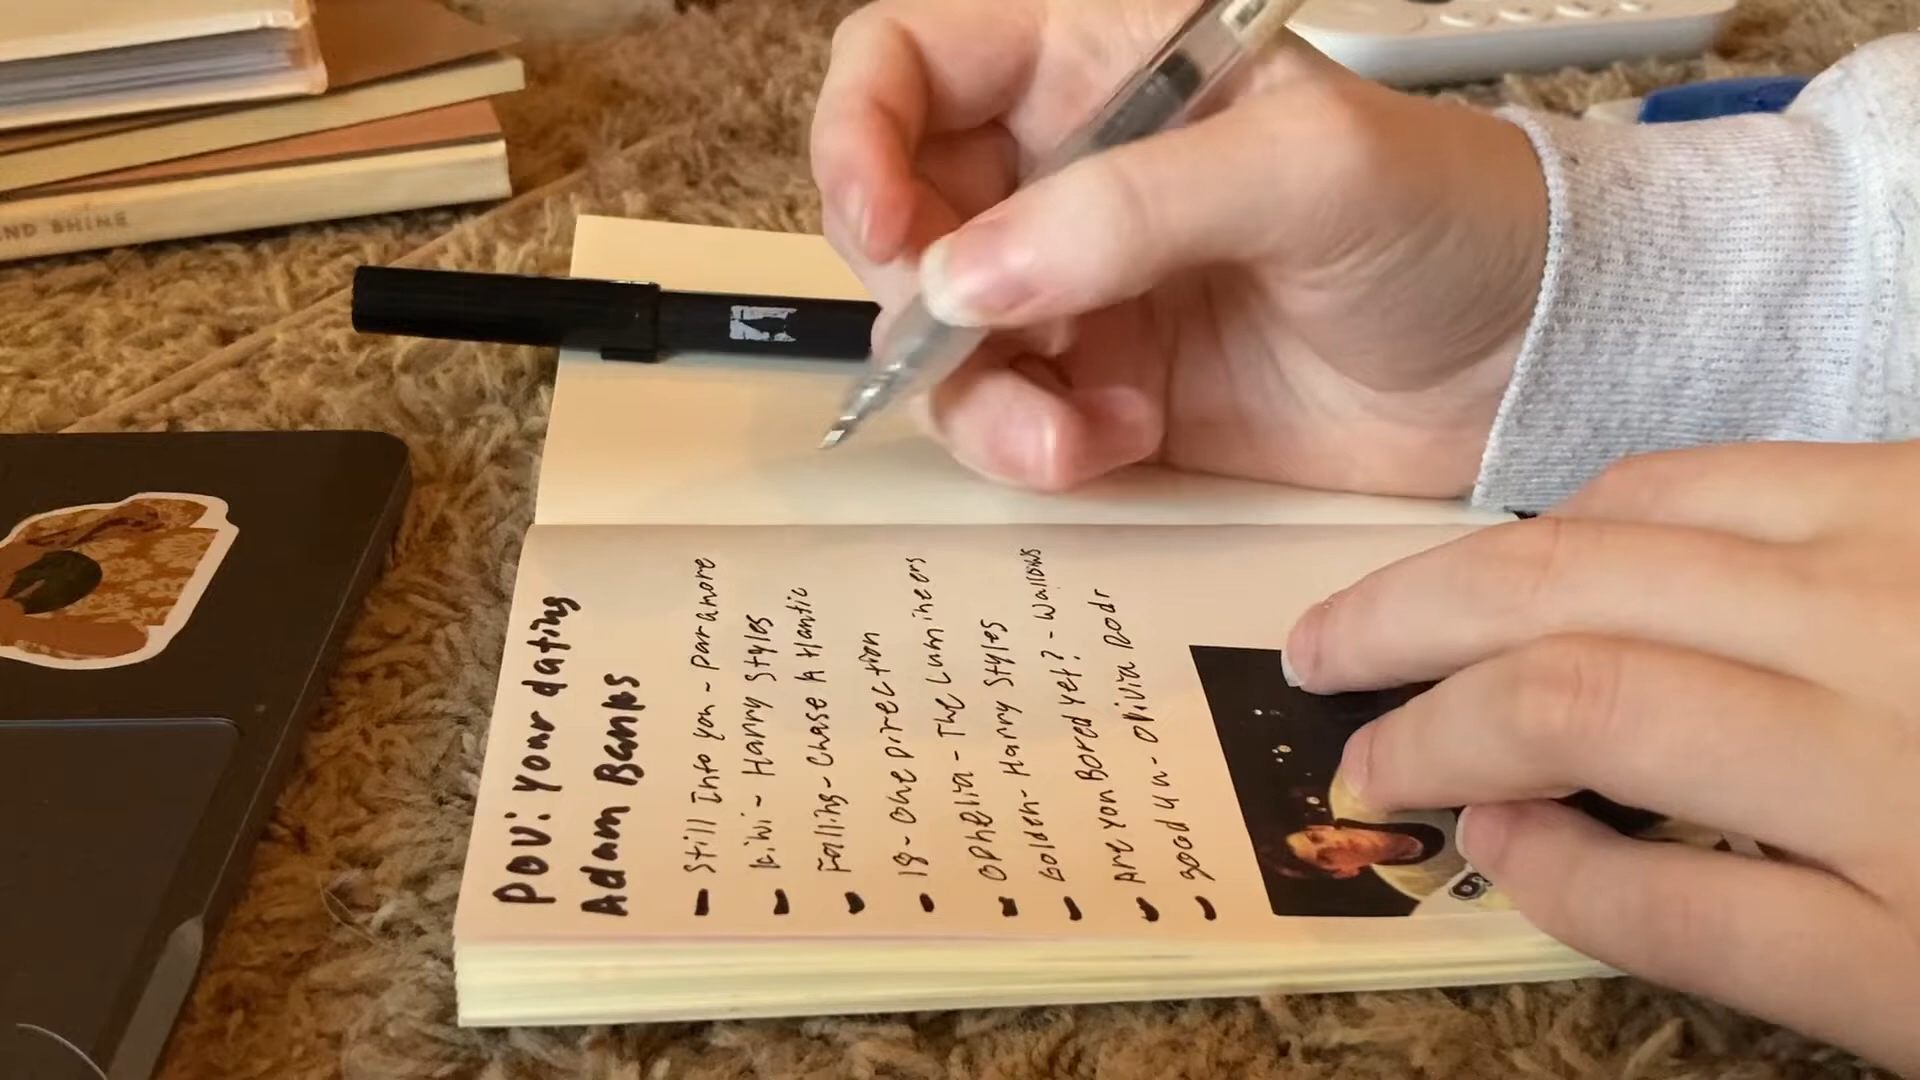 POV: Your dating
Adam Banks
- Still Into you - Paramore
- kiwi - Harry Styles
- Falling - Chase Atlantic
- 18 - One Direction
- OPhelia - The Lumineers
- Golden - Harry Styles
- Are you Bored Yet? - Wallows
- good 4 u - Olivia Rodr
ND SHINE